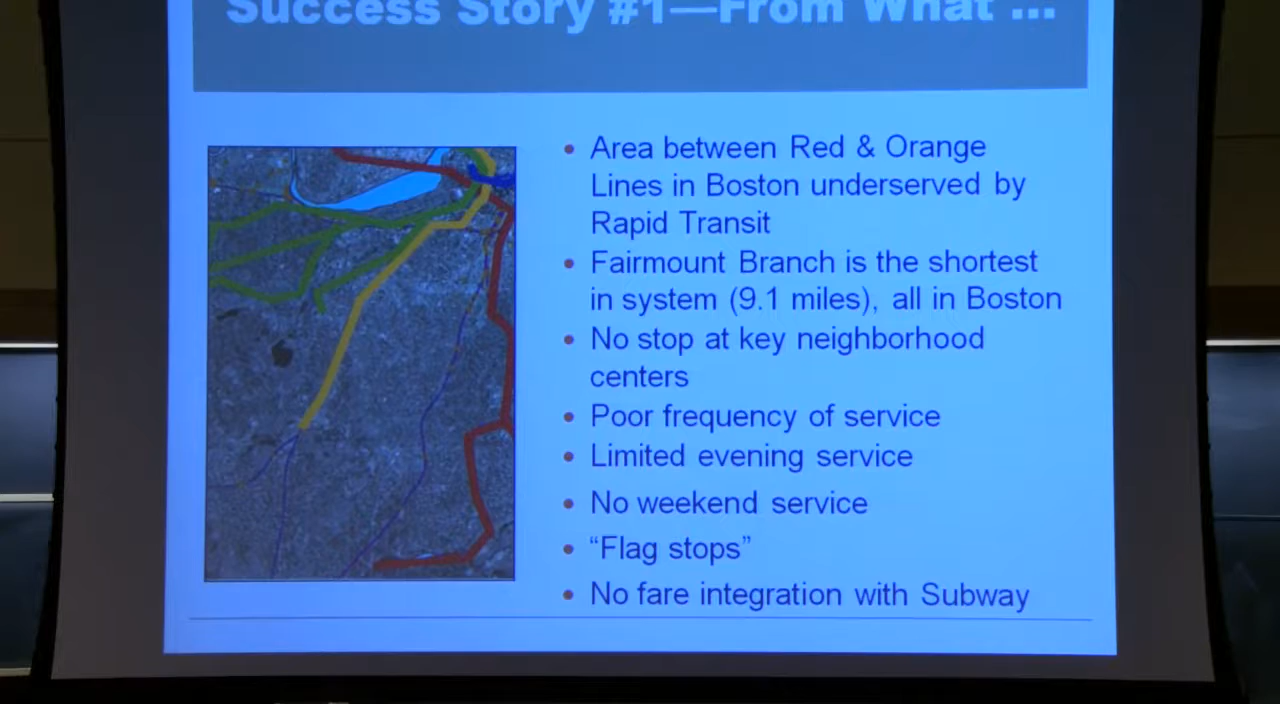 Success Story #1—From What ...
• Area between Red & Orange
Lines in Boston underserved by
Rapid Transit
• Fairmount Branch is the shortest
in system (9.1 miles), all in Boston
• No stop at key neighborhood
centers
• Poor frequency of service
• Limited evening service
• No weekend service
• “Flag stops”
• No fare integration with Subway